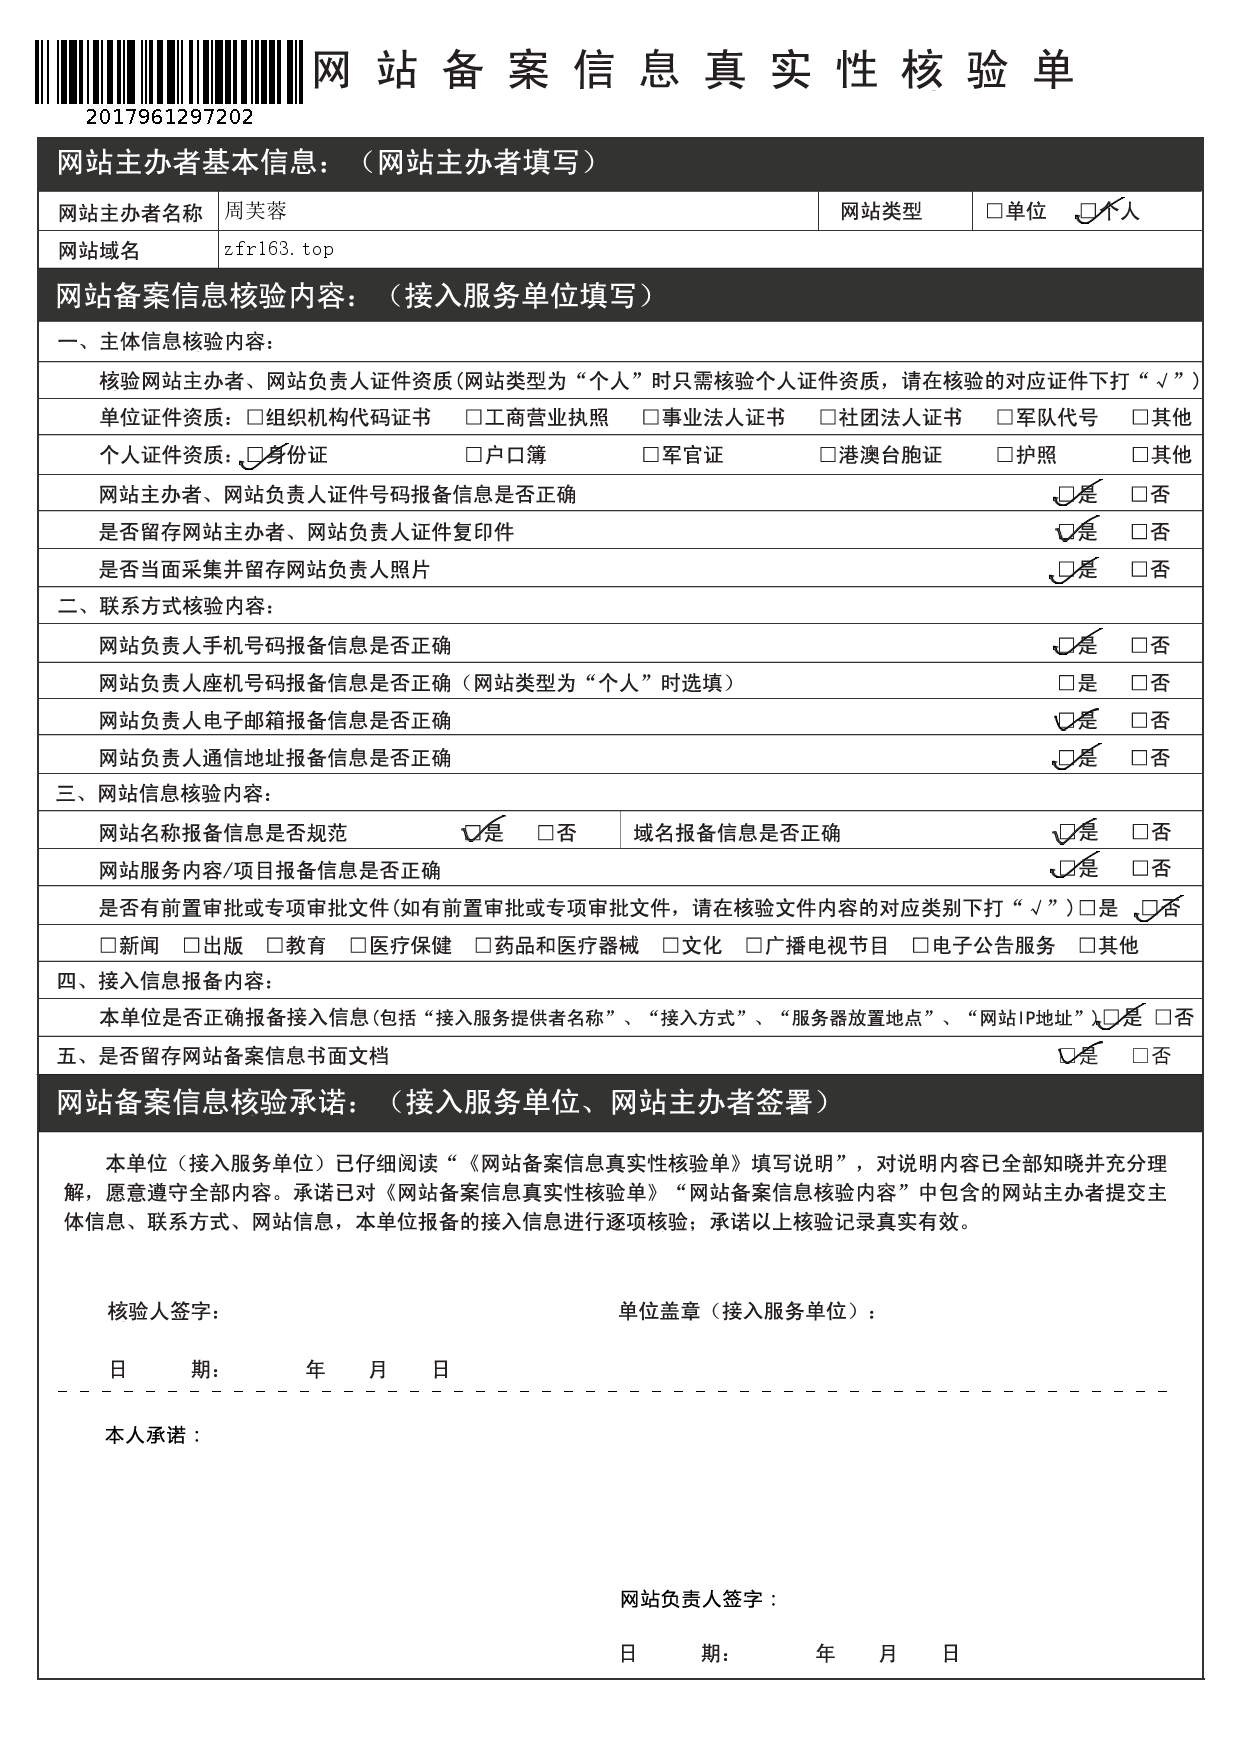 网站备案信息真实性核验单
2017961297202
网站主办者基本信息：（网站主办者填写）
网站主办者名称 周芙蓉 网站类型 □单位 ☑个人
网站域名 zfr163.top
网站备案信息核验内容：（接入服务单位填写）
一、主体信息核验内容：
核验网站主办者、网站负责人证件资质(网站类型为“个人”时只需核验个人证件资质，请在核验的对应证件下打“√”)
单位证件资质：□组织机构代码证书 □工商营业执照 □事业法人证书 □社团法人证书 □军队代号 □其他
个人证件资质：☑身份证 □户口簿 □军官证 □港澳台胞证 □护照 □其他
网站主办者、网站负责人证件号码报备信息是否正确 ☑是 □否
是否留存网站主办者、网站负责人证件复印件 ☑是 □否
是否当面采集并留存网站负责人照片 ☑是 □否
二、联系方式核验内容：
网站负责人手机号码报备信息是否正确 ☑是 □否
网站负责人座机号码报备信息是否正确（网站类型为“个人”时选填） □是 □否
网站负责人电子邮箱报备信息是否正确 ☑是 □否
网站负责人通信地址报备信息是否正确 ☑是 □否
三、网站信息核验内容：
网站名称报备信息是否规范 ☑是 □否 域名报备信息是否正确 ☑是 □否
网站服务内容/项目报备信息是否正确 ☑是 □否
是否有前置审批或专项审批文件(如有前置审批或专项审批文件，请在核验文件内容的对应类别下打“√”)□是 ☑否
□新闻 □出版 □教育 □医疗保健 □药品和医疗器械 □文化 □广播电视节目 □电子公告服务 □其他
四、接入信息报备内容：
本单位是否正确报备接入信息(包括“接入服务提供者名称”、“接入方式”、“服务器放置地点”、“网站IP地址”)☑是 □否
五、是否留存网站备案信息书面文档 ☑是 □否
网站备案信息核验承诺：（接入服务单位、网站主办者签署）
本单位（接入服务单位）已仔细阅读“《网站备案信息真实性核验单》填写说明”，对说明内容已全部知晓并充分理
解，愿意遵守全部内容。承诺已对《网站备案信息真实性核验单》“网站备案信息核验内容”中包含的网站主办者提交主
体信息、联系方式、网站信息，本单位报备的接入信息进行逐项核验；承诺以上核验记录真实有效。
核验人签字： 单位盖章（接入服务单位）：
日 期： 年 月 日
本人承诺：
网站负责人签字：
日 期： 年 月 日